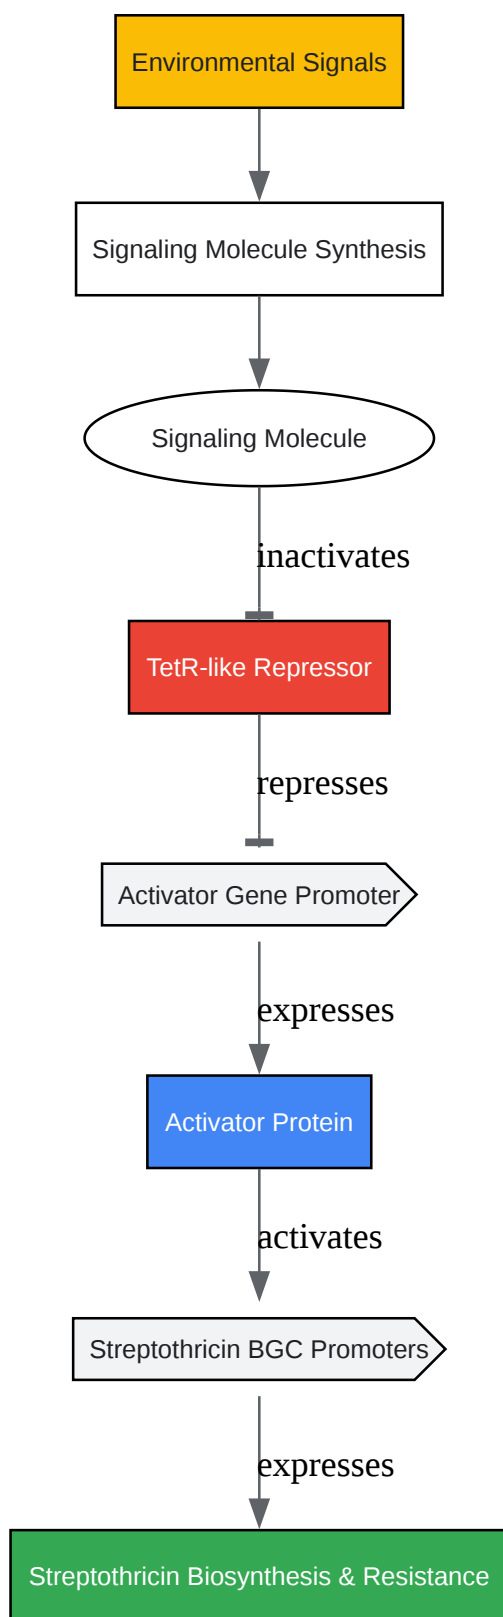 Environmental Signals
Signaling Molecule Synthesis
Signaling Molecule
inactivates
TetR-like Repressor
represses
Activator Gene Promoter
expresses
Activator Protein
activates
Streptothricin BGC Promoters
expresses
Streptothricin Biosynthesis & Resistance